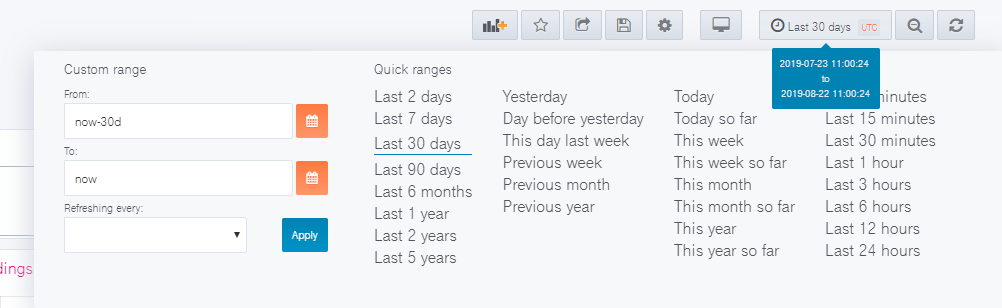 Last 30 days UTC
2019-07-23 11:00:24
to
2019-08-22 11:00:24
Custom range
From:
now-30d
To:
now
Refreshing every:
Apply
Quick ranges
Last 2 days
Last 7 days
Last 30 days
Last 90 days
Last 6 months
Last 1 year
Last 2 years
Last 5 years
Yesterday
Day before yesterday
This day last week
Previous week
Previous month
Previous year
Today
Today so far
This week
This week so far
This month
This month so far
This year
This year so far
minutes
Last 15 minutes
Last 30 minutes
Last 1 hour
Last 3 hours
Last 6 hours
Last 12 hours
Last 24 hours
dings